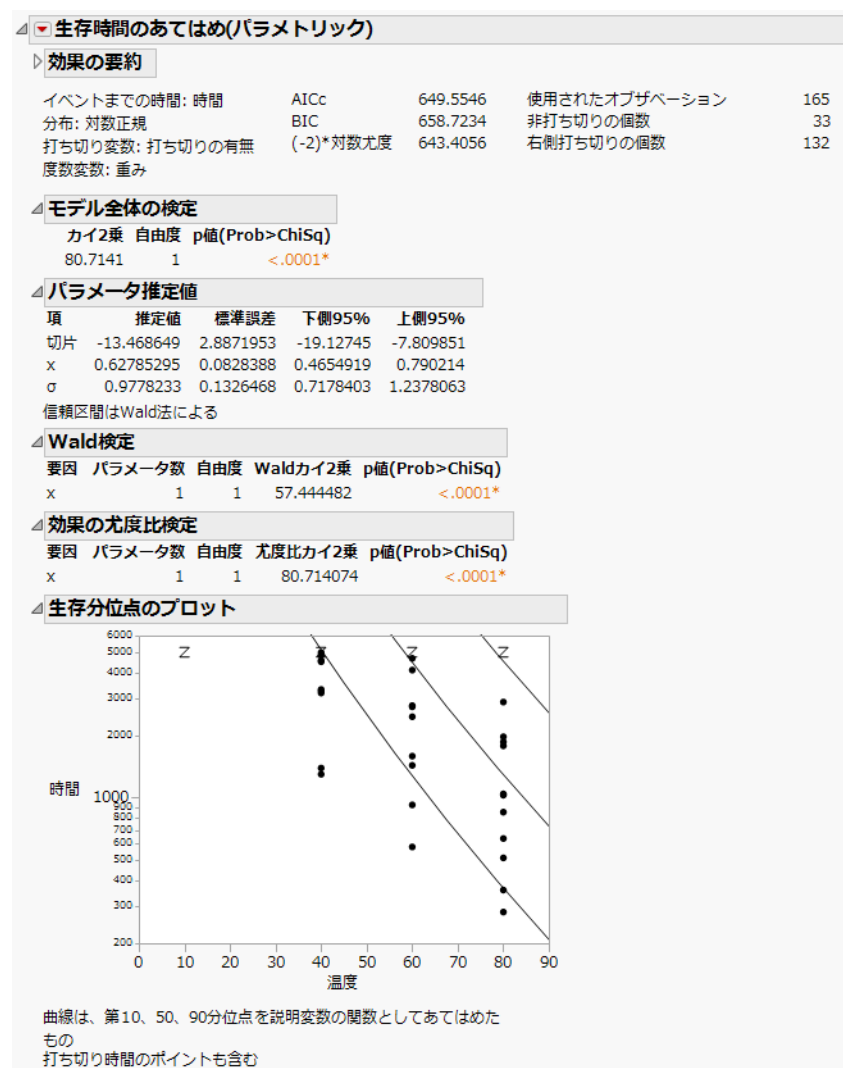 生存時間のあてはめ(パラメトリック)
効果の要約
イベントまでの時間: 時間 AICc 649.5546 使用されたオブザベーション 165
分布: 対数正規 BIC 658.7234 非打ち切りの個数 33
打ち切り変数: 打ち切りの有無 (-2)*対数尤度 643.4056 右側打ち切りの個数 132
度数変数: 重み
モデル全体の検定
カイ2乗 自由度 p値(Prob>ChiSq)
80.7141 1 <.0001*
パラメータ推定値
項 推定値 標準誤差 下側95% 上側95%
切片 -13.468649 2.8871953 -19.12745 -7.809851
x 0.62785295 0.0828388 0.4654919 0.790214
σ 0.9778233 0.1326468 0.7178403 1.2378063
信頼区間はWald法による
Wald検定
要因 パラメータ数 自由度 Waldカイ2乗 p値(Prob>ChiSq)
x 1 1 57.444482 <.0001*
効果の尤度比検定
要因 パラメータ数 自由度 尤度比カイ2乗 p値(Prob>ChiSq)
x 1 1 80.714074 <.0001*
生存分位点のプロット
6000
5000
4000
3000
2000
時間
1000
900
800
700
600
500
400
300
200
0 10 20 30 40 50 60 70 80 90
温度
曲線は、第10、50、90分位点を説明変数の関数としてあてはめた
もの
打ち切り時間のポイントも含む